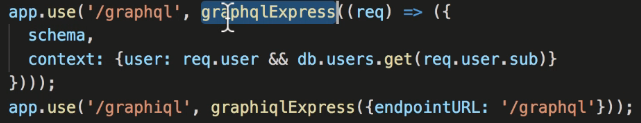 app.use('/graphql', graphqlExpress((req) => ({
  schema,
  context: {user: req.user && db.users.get(req.user.sub)}
})));
app.use('/graphiql', graphiqlExpress({endpointURL: '/graphql'}));